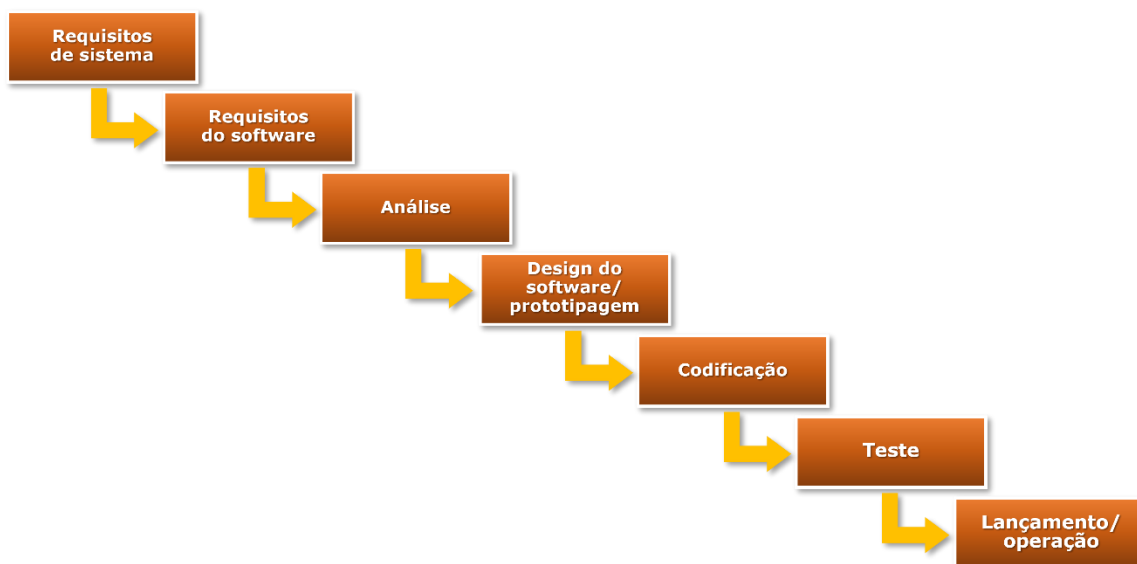 Requisitos
de sistema
Requisitos
do software
Análise
Design do
software/
prototipagem
Codificação
Teste
Lançamento/
operação